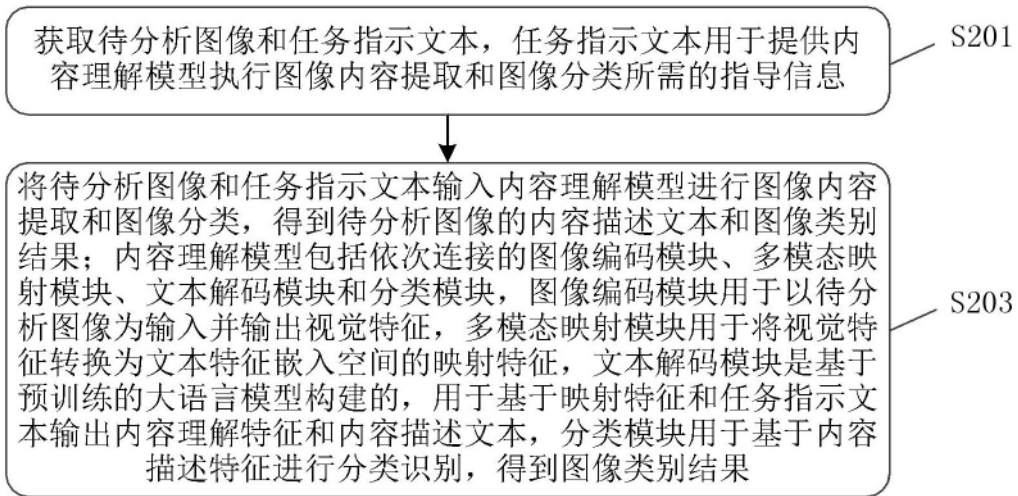 获取待分析图像和任务指示文本，任务指示文本用于提供内
容理解模型执行图像内容提取和图像分类所需的指导信息
S201
将待分析图像和任务指示文本输入内容理解模型进行图像内容
提取和图像分类，得到待分析图像的内容描述文本和图像类别
结果；内容理解模型包括依次连接的图像编码模块、多模态映
射模块、文本解码模块和分类模块，图像编码模块用于以待分
析图像为输入并输出视觉特征，多模态映射模块用于将视觉特
征转换为文本特征嵌入空间的映射特征，文本解码模块是基于
预训练的大语言模型构建的，用于基于映射特征和任务指示文
本输出内容理解特征和内容描述文本，分类模块用于基于内容
描述特征进行分类识别，得到图像类别结果
S203